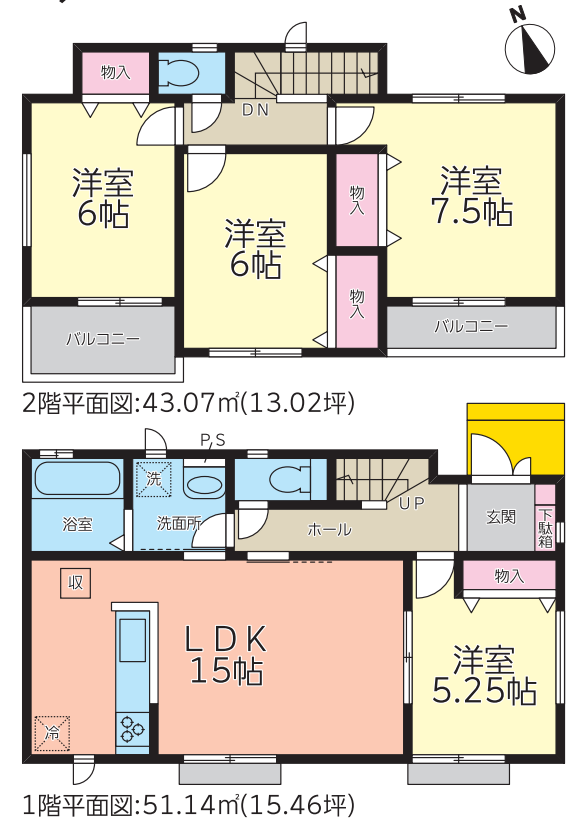 N
物入
DN
洋室
6帖
洋室
6帖
物入
洋室
7.5帖
物入
バルコニー
バルコニー
2階平面図:43.07㎡(13.02坪)
P,S
洗
浴室
洗面所
UP
ホール
玄関
下駄箱
収
物入
LDK
15帖
洋室
5.25帖
冷
1階平面図:51.14㎡(15.46坪)